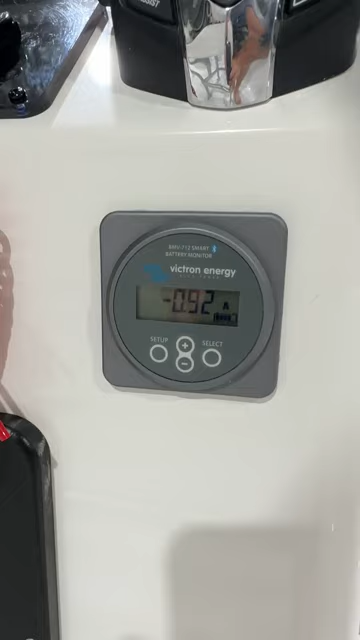 BMV-712 SMART
BATTERY MONITOR
victron energy
-0.92 A
SETUP
SELECT
+
-